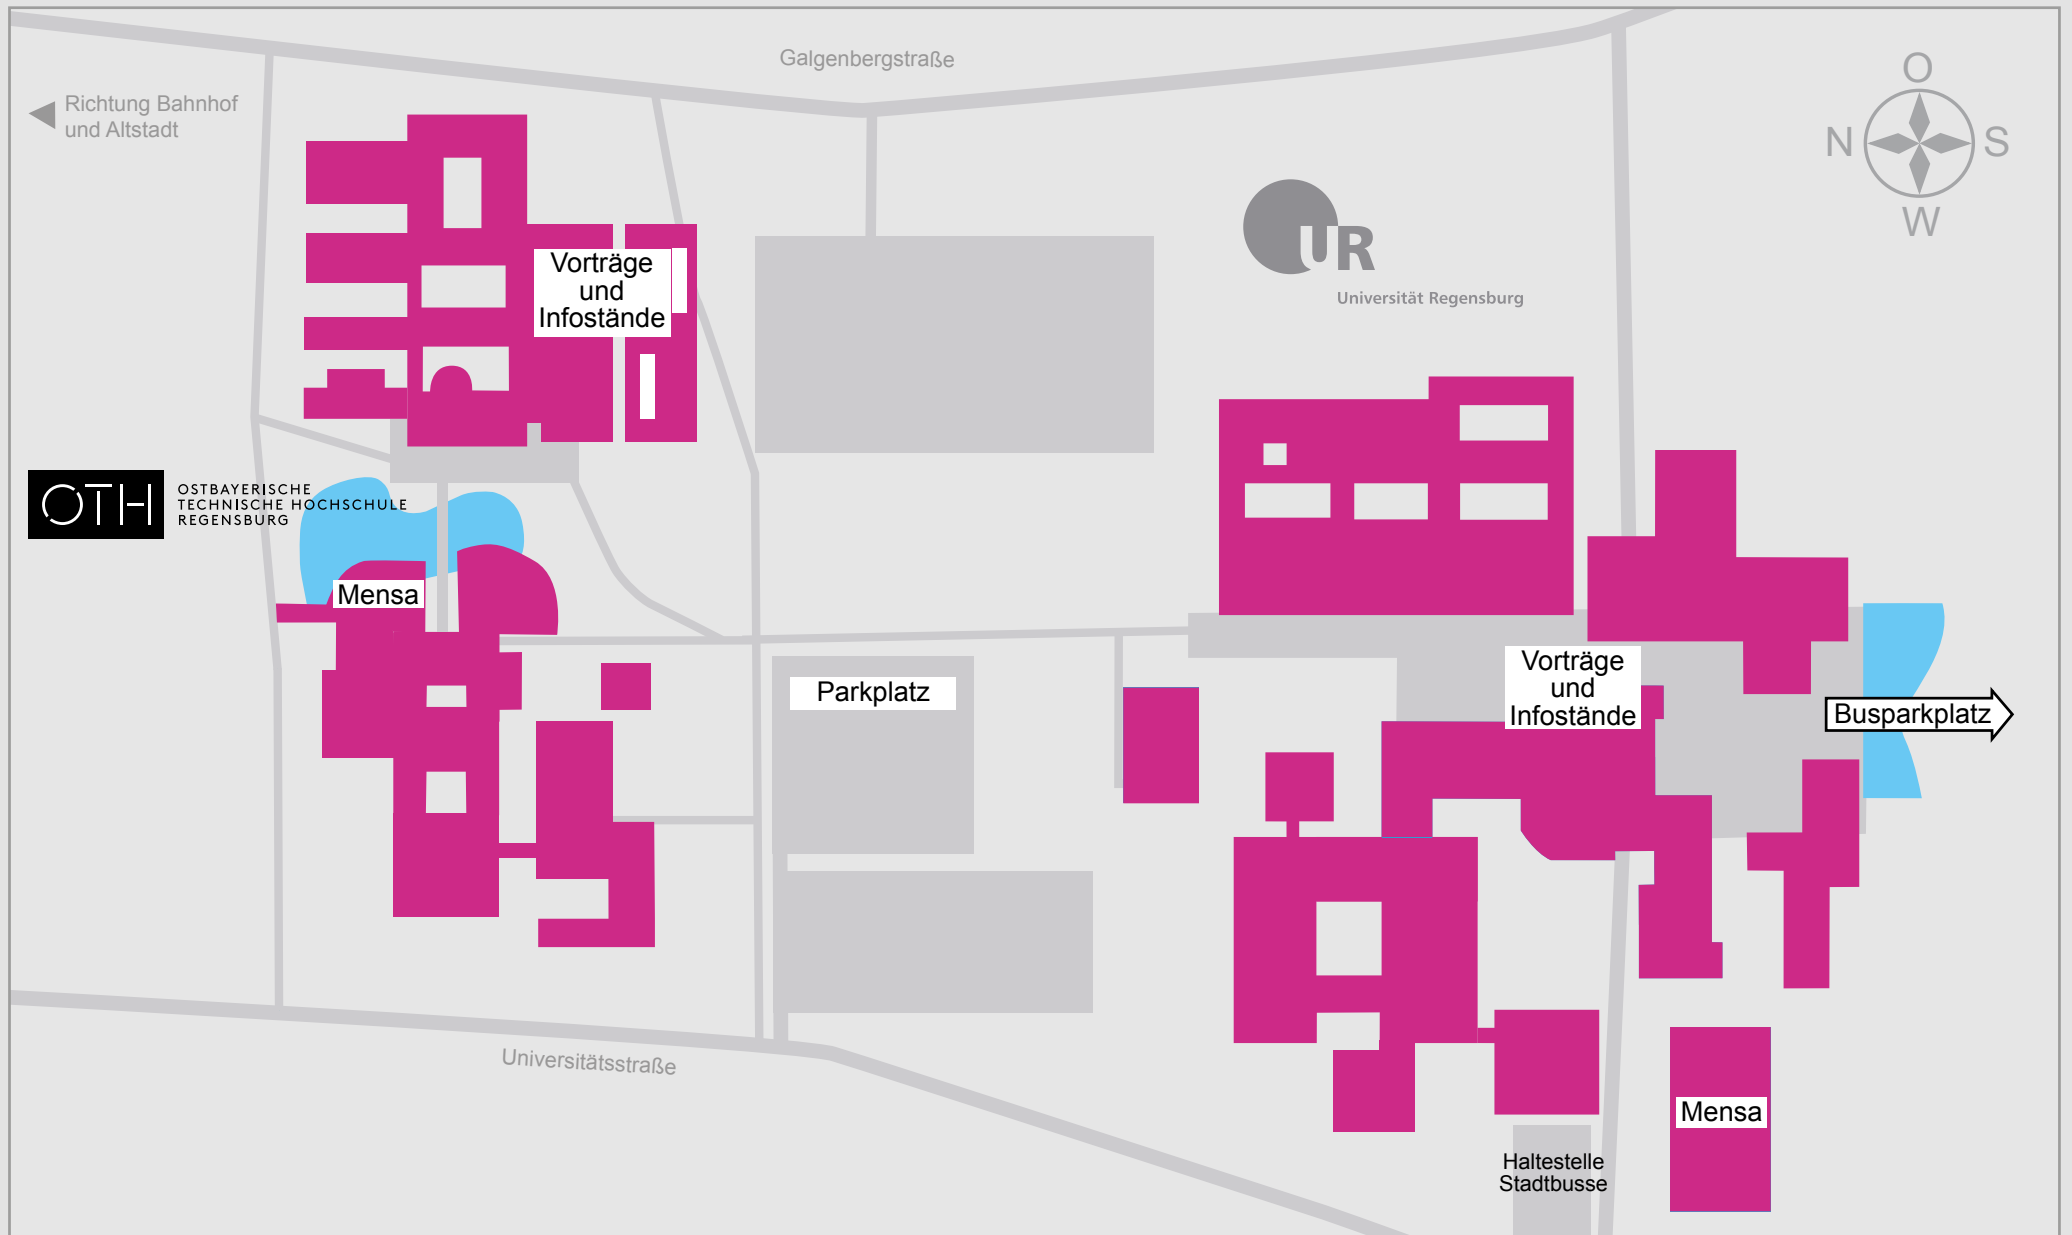 Galgenbergstraße
Richtung Bahnhof
und Altstadt
O
N
S
W
UR
Universität Regensburg
Vorträge
und
Infostände
OTH
OSTBAYERISCHE
TECHNISCHE HOCHSCHULE
REGENSBURG
Mensa
Parkplatz
Vorträge
und
Infostände
Busparkplatz
Universitätsstraße
Mensa
Haltestelle
Stadtbusse